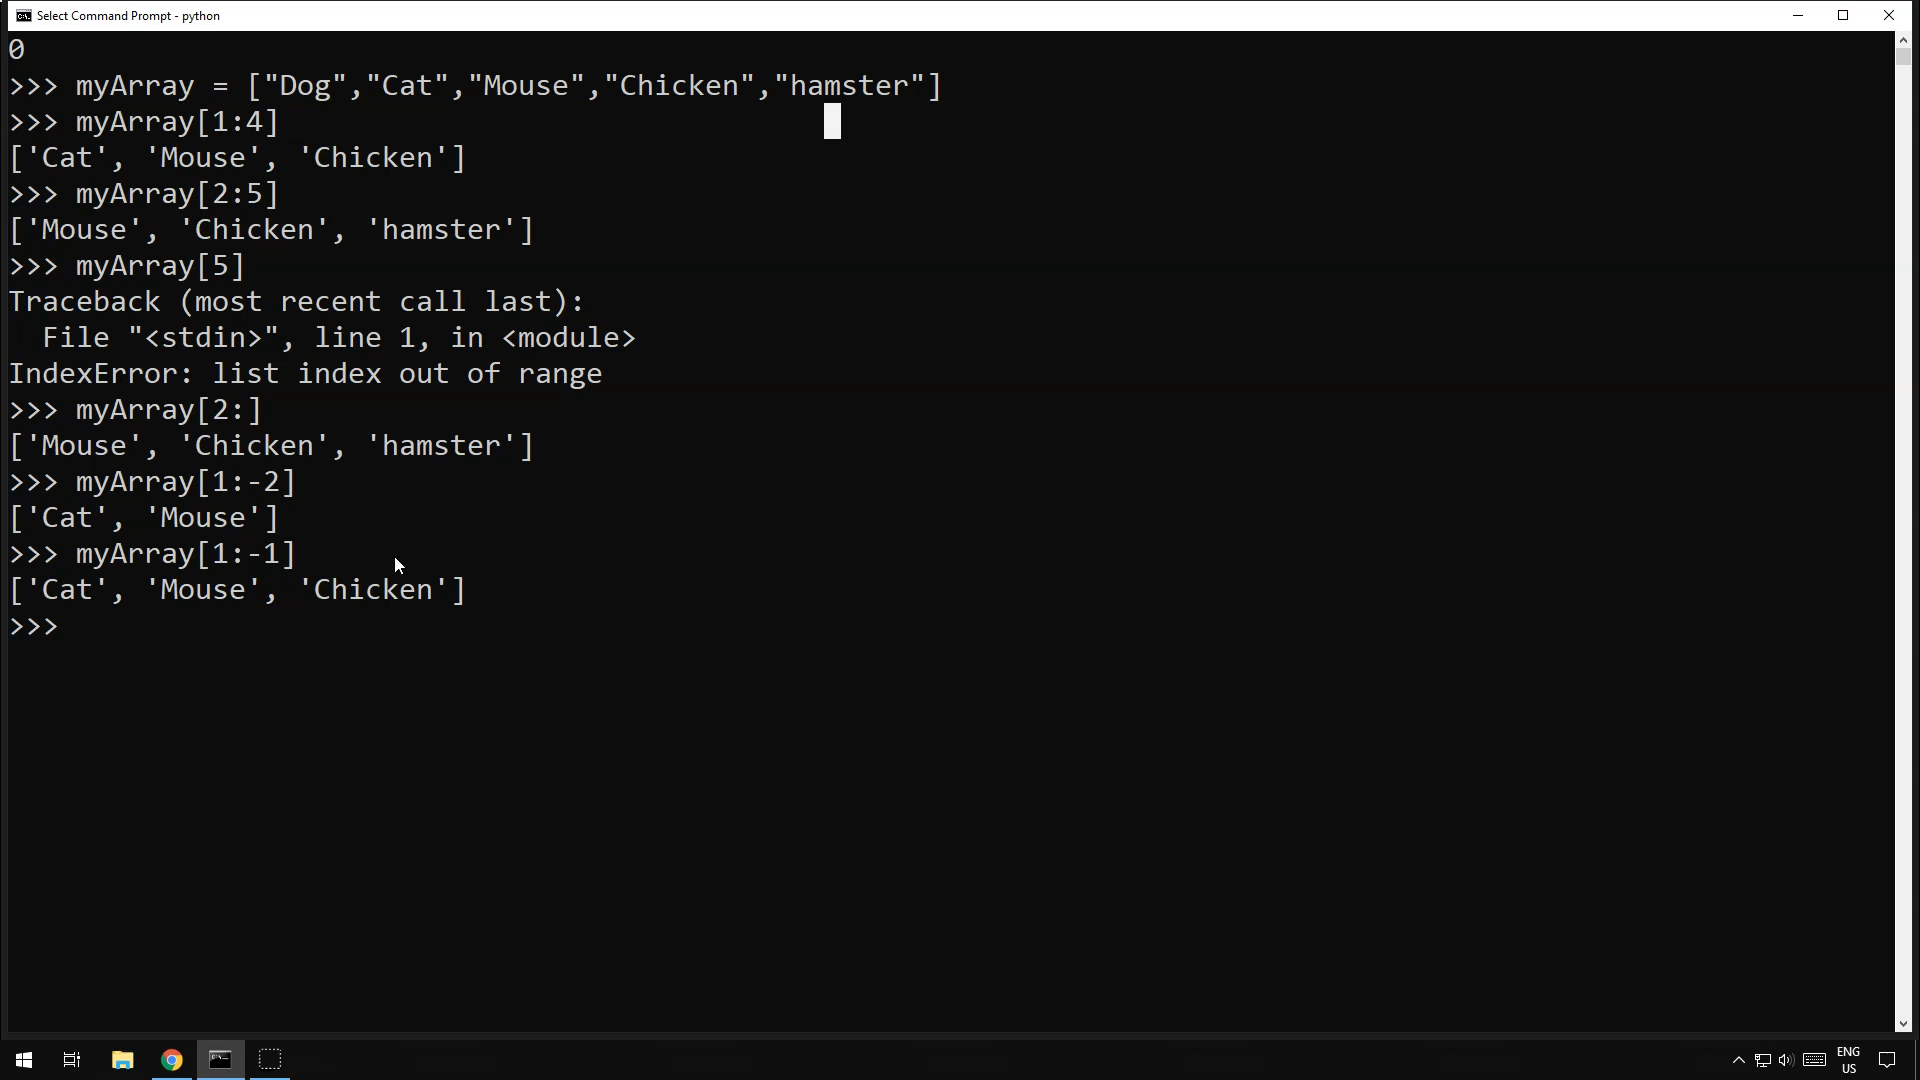 Select Command Prompt - python
0
>>> myArray = ["Dog","Cat","Mouse","Chicken","hamster"]
>>> myArray[1:4]
['Cat', 'Mouse', 'Chicken']
>>> myArray[2:5]
['Mouse', 'Chicken', 'hamster']
>>> myArray[5]
Traceback (most recent call last):
  File "<stdin>", line 1, in <module>
IndexError: list index out of range
>>> myArray[2:]
['Mouse', 'Chicken', 'hamster']
>>> myArray[1:-2]
['Cat', 'Mouse']
>>> myArray[1:-1]
['Cat', 'Mouse', 'Chicken']
>>>
ENG
US